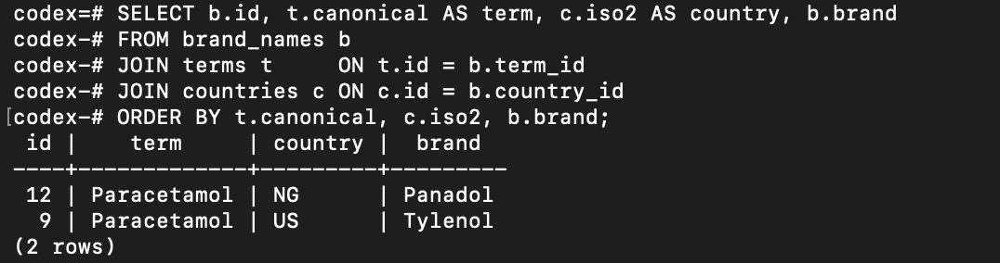 codex=# SELECT b.id, t.canonical AS term, c.iso2 AS country, b.brand
codex-# FROM brand_names b
codex-# JOIN terms t     ON t.id = b.term_id
codex-# JOIN countries c ON c.id = b.country_id
[codex-# ORDER BY t.canonical, c.iso2, b.brand;
 id |    term     | country |  brand
----+-------------+---------+---------
 12 | Paracetamol | NG      | Panadol
  9 | Paracetamol | US      | Tylenol
(2 rows)